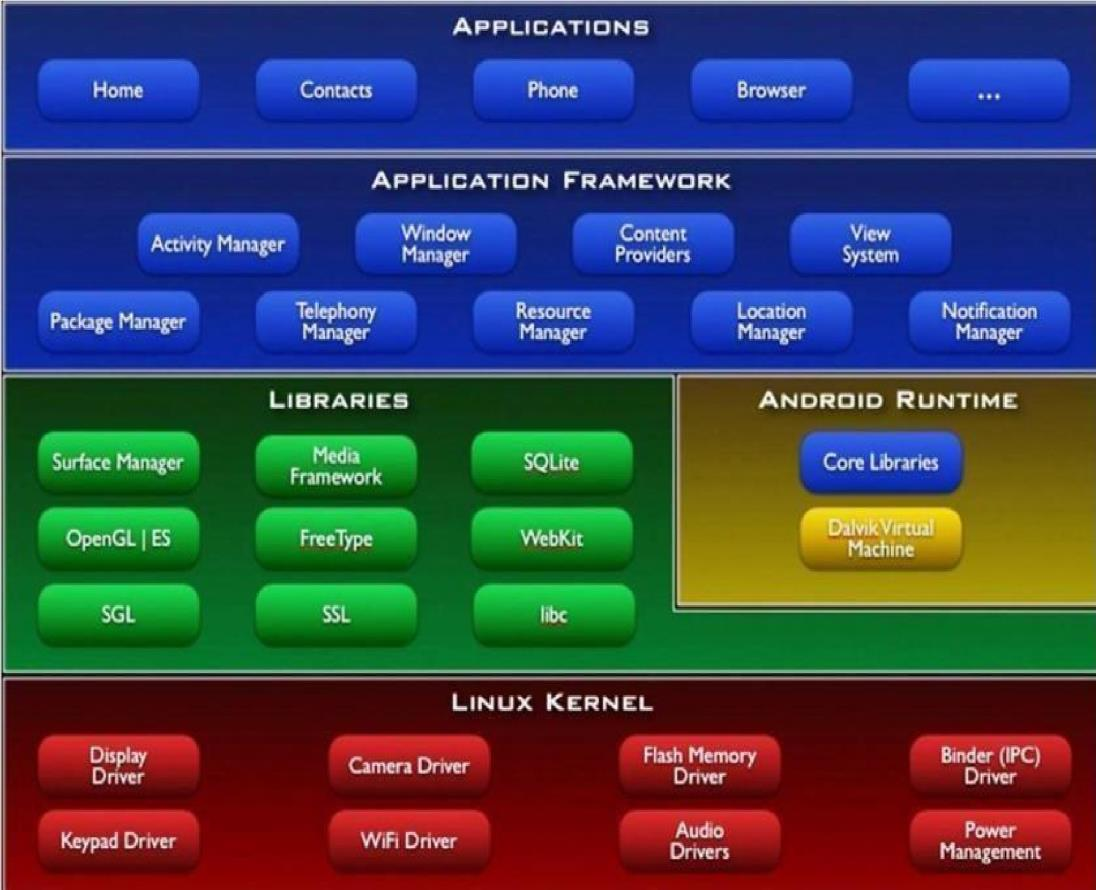 APPLICATIONS
Home
Contacts
Phone
Browser
...
APPLICATION FRAMEWORK
Activity Manager
Window
Manager
Content
Providers
View
System
Package Manager
Telephony
Manager
Resource
Manager
Location
Manager
Notification
Manager
LIBRARIES
Surface Manager
Media
Framework
SQLite
OpenGL | ES
FreeType
WebKit
SGL
SSL
libc
ANDROID RUNTIME
Core Libraries
Dalvik Virtual
Machine
LINUX KERNEL
Display
Driver
Camera Driver
Flash Memory
Driver
Binder (IPC)
Driver
Keypad Driver
WiFi Driver
Audio
Drivers
Power
Management